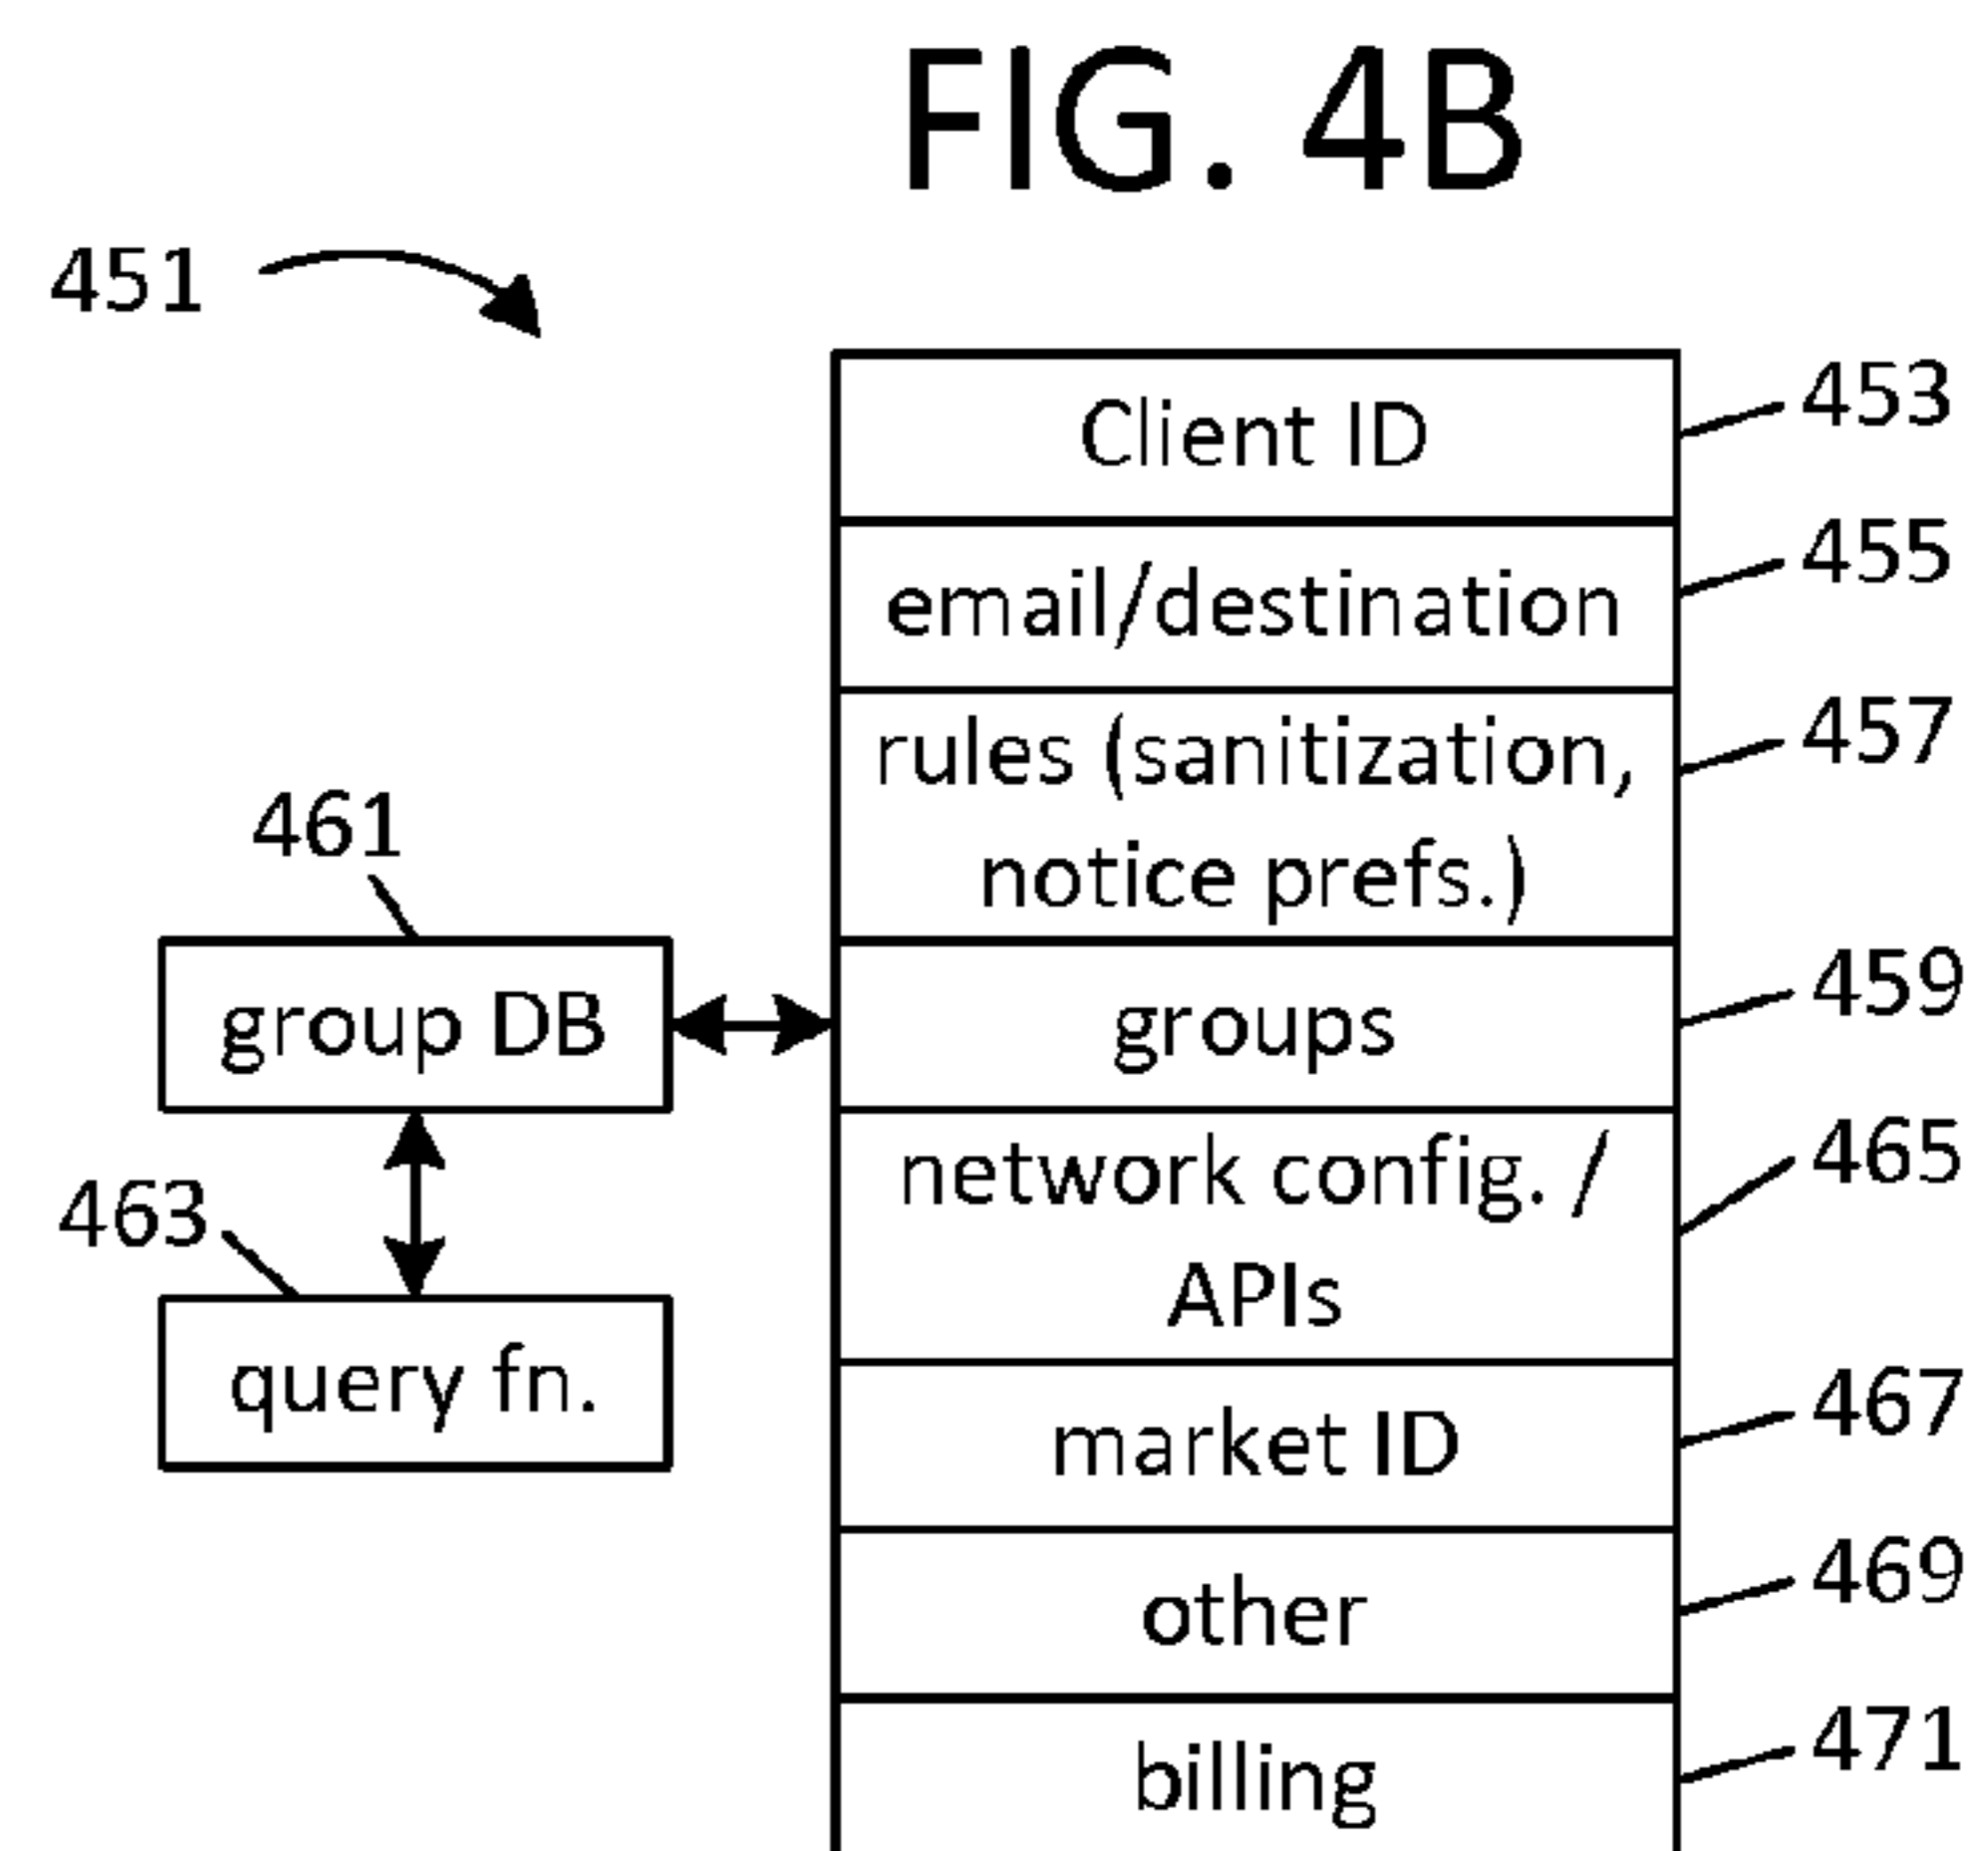 FIG. 4B
451
Client ID
453
email/destination
455
rules (sanitization,
notice prefs.)
457
461
group DB
groups
459
463
query fn.
network config. /
APIs
465
market ID
467
other
469
billing
471